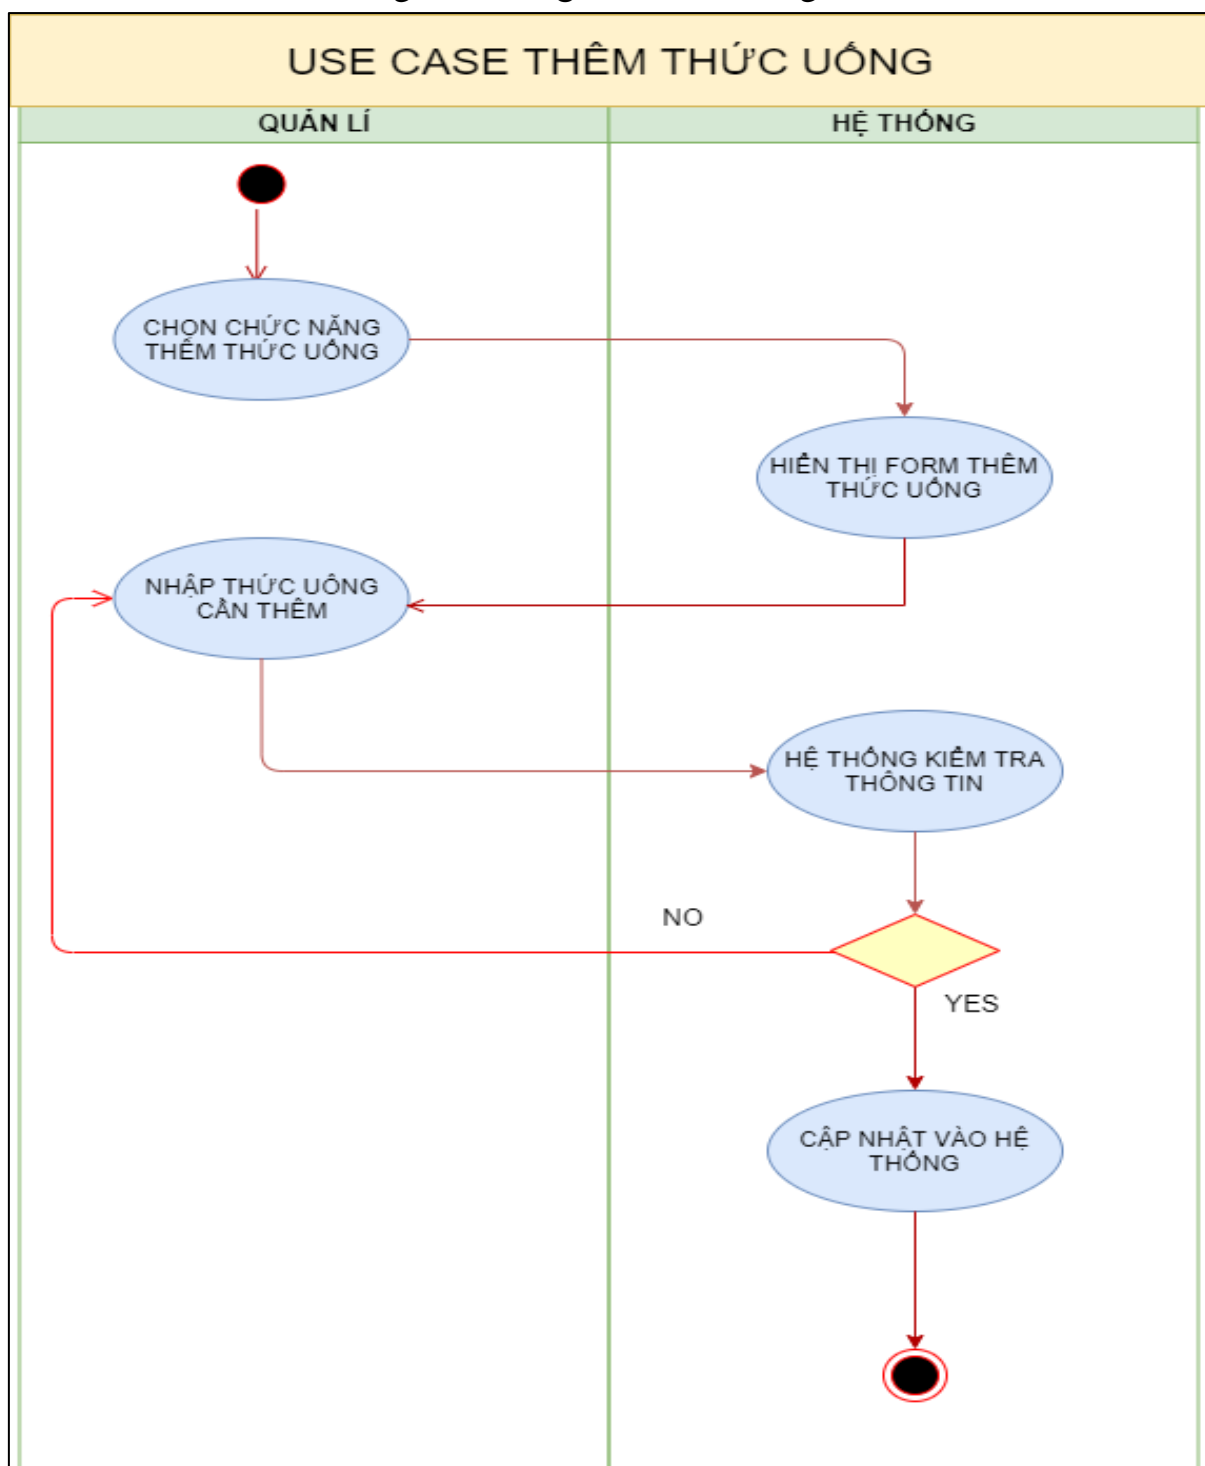 USE CASE THÊM THỨC UỐNG
QUẢN LÍ
HỆ THỐNG
CHỌN CHỨC NĂNG
THÊM THỨC UỐNG
HIỂN THỊ FORM THÊM
THỨC UỐNG
NHẬP THỨC UỐNG
CẦN THÊM
HỆ THỐNG KIỂM TRA
THÔNG TIN
NO
YES
CẬP NHẬT VÀO HỆ
THỐNG